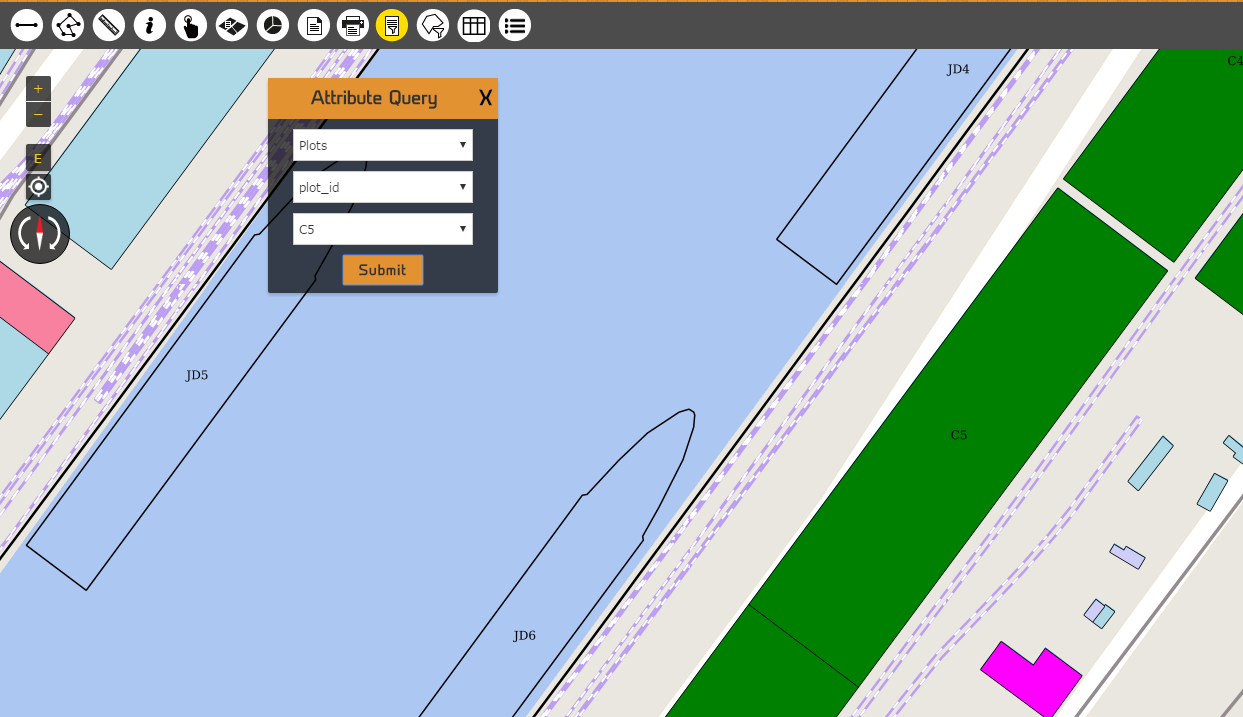 JD4
C4
Attribute Query X
Plots
plot_id
C5
Submit
+
−
E
JD5
C5
JD6